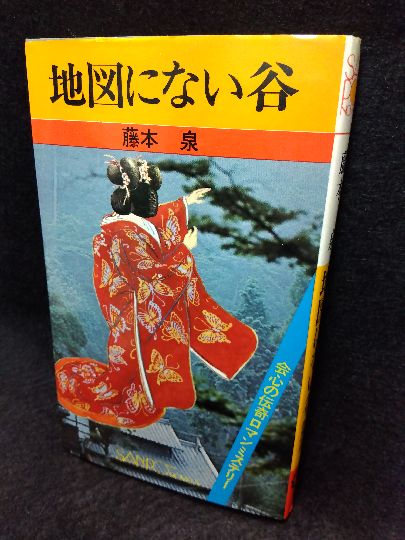 地図にない谷
藤本 泉
会心の伝奇ロマンミステリー